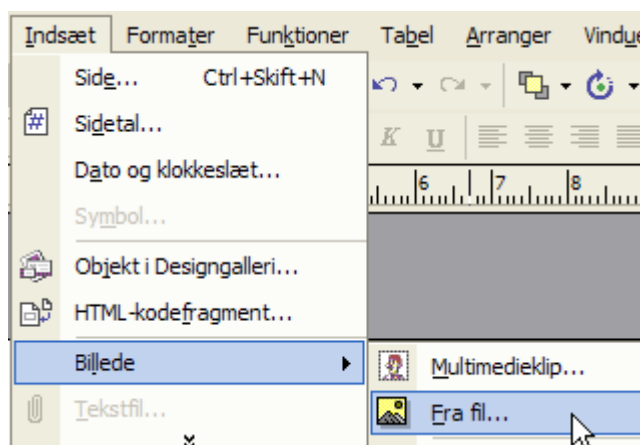 Indsæt Formater Funktioner Tabel Arranger
Side... Ctrl+Skift+N
Sidetal...
K U
Dato og klokkeslæt...
6 7 8
Symbol...
Objekt i Designgalleri...
HTML-kodefragment...
Billede
Multimedieklip...
Tekstfil...
Fra fil...